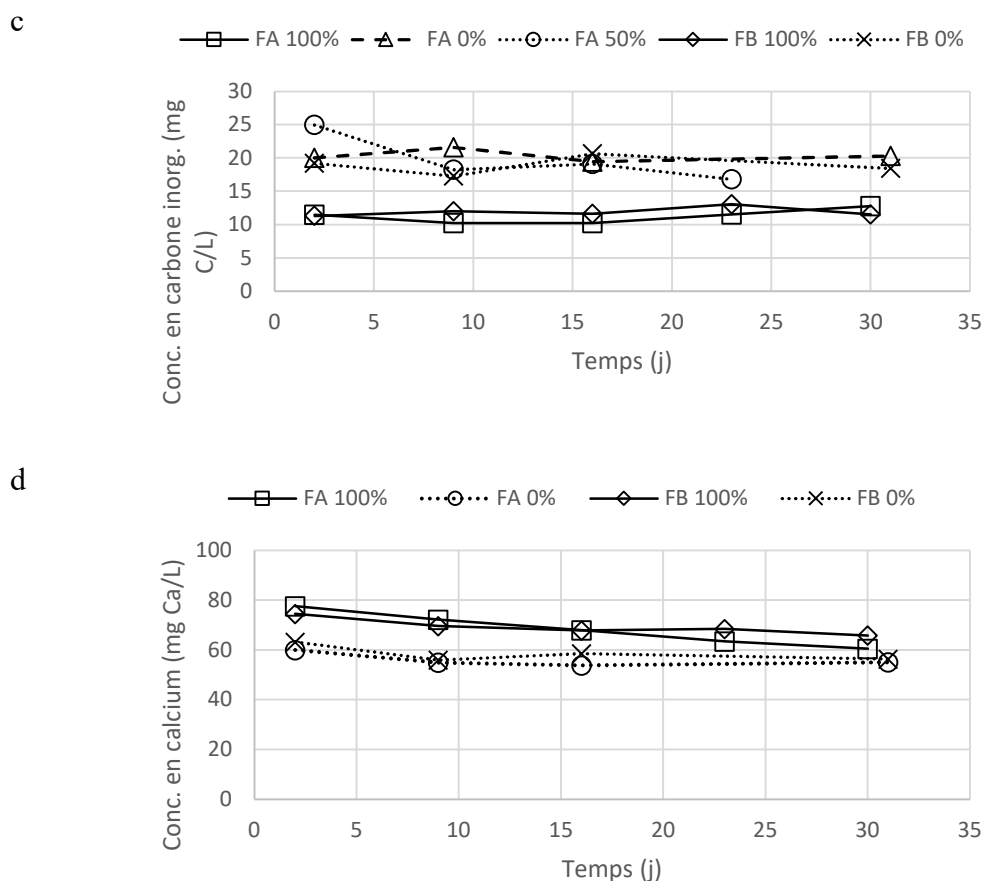 c
FA 100% FA 0% FA 50% FB 100% FB 0%
Conc. en carbone inorg. (mg
C/L)
30
25
20
15
10
5
0
0 5 10 15 20 25 30 35
Temps (j)
d
FA 100% FA 0% FB 100% FB 0%
Conc. en calcium (mg Ca/L)
100
80
60
40
20
0
0 5 10 15 20 25 30 35
Temps (j)